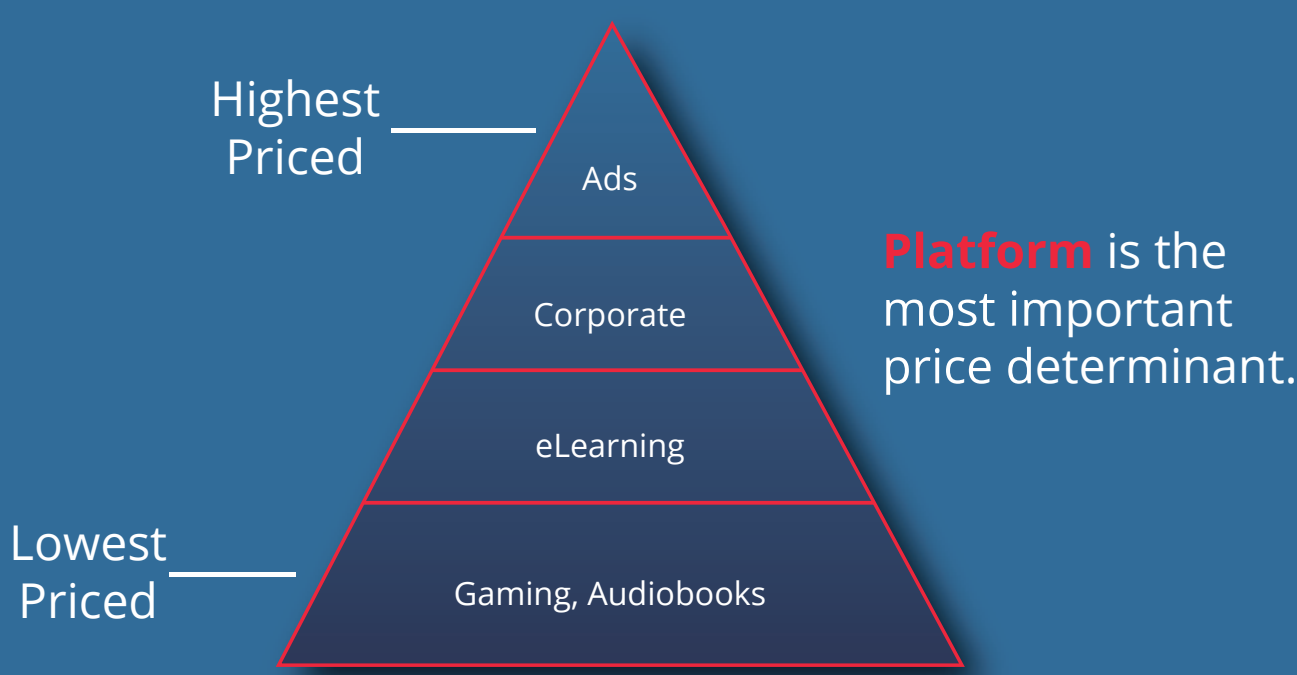 Highest
Priced
Ads
Platform is the
most important
price determinant.
Corporate
eLearning
Lowest
Priced
Gaming, Audiobooks